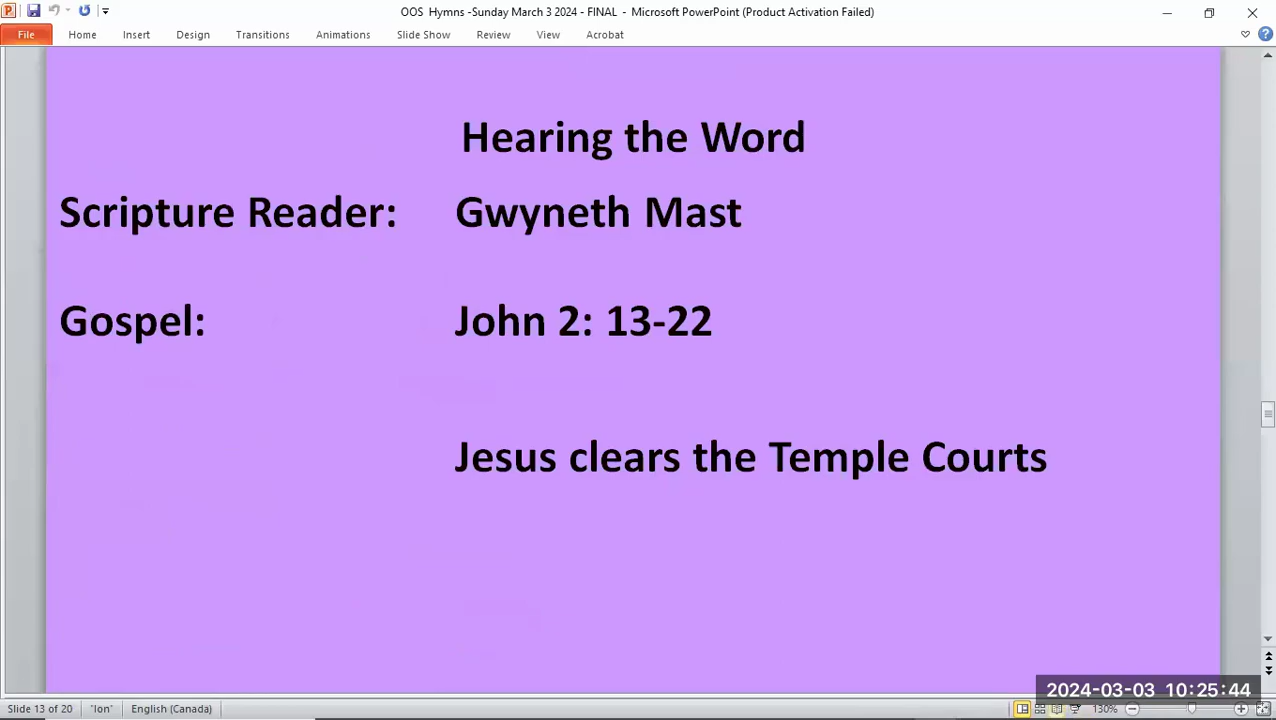 OOS Hymns -Sunday March 3 2024 - FINAL - Microsoft PowerPoint (Product Activation Failed)
File Home Insert Design Transitions Animations Slide Show Review View Acrobat
Hearing the Word
Scripture Reader: Gwyneth Mast
Gospel: John 2: 13-22
Jesus clears the Temple Courts
2024-03-03 10:25:44
Slide 13 of 20 "Ion" English (Canada) 130%